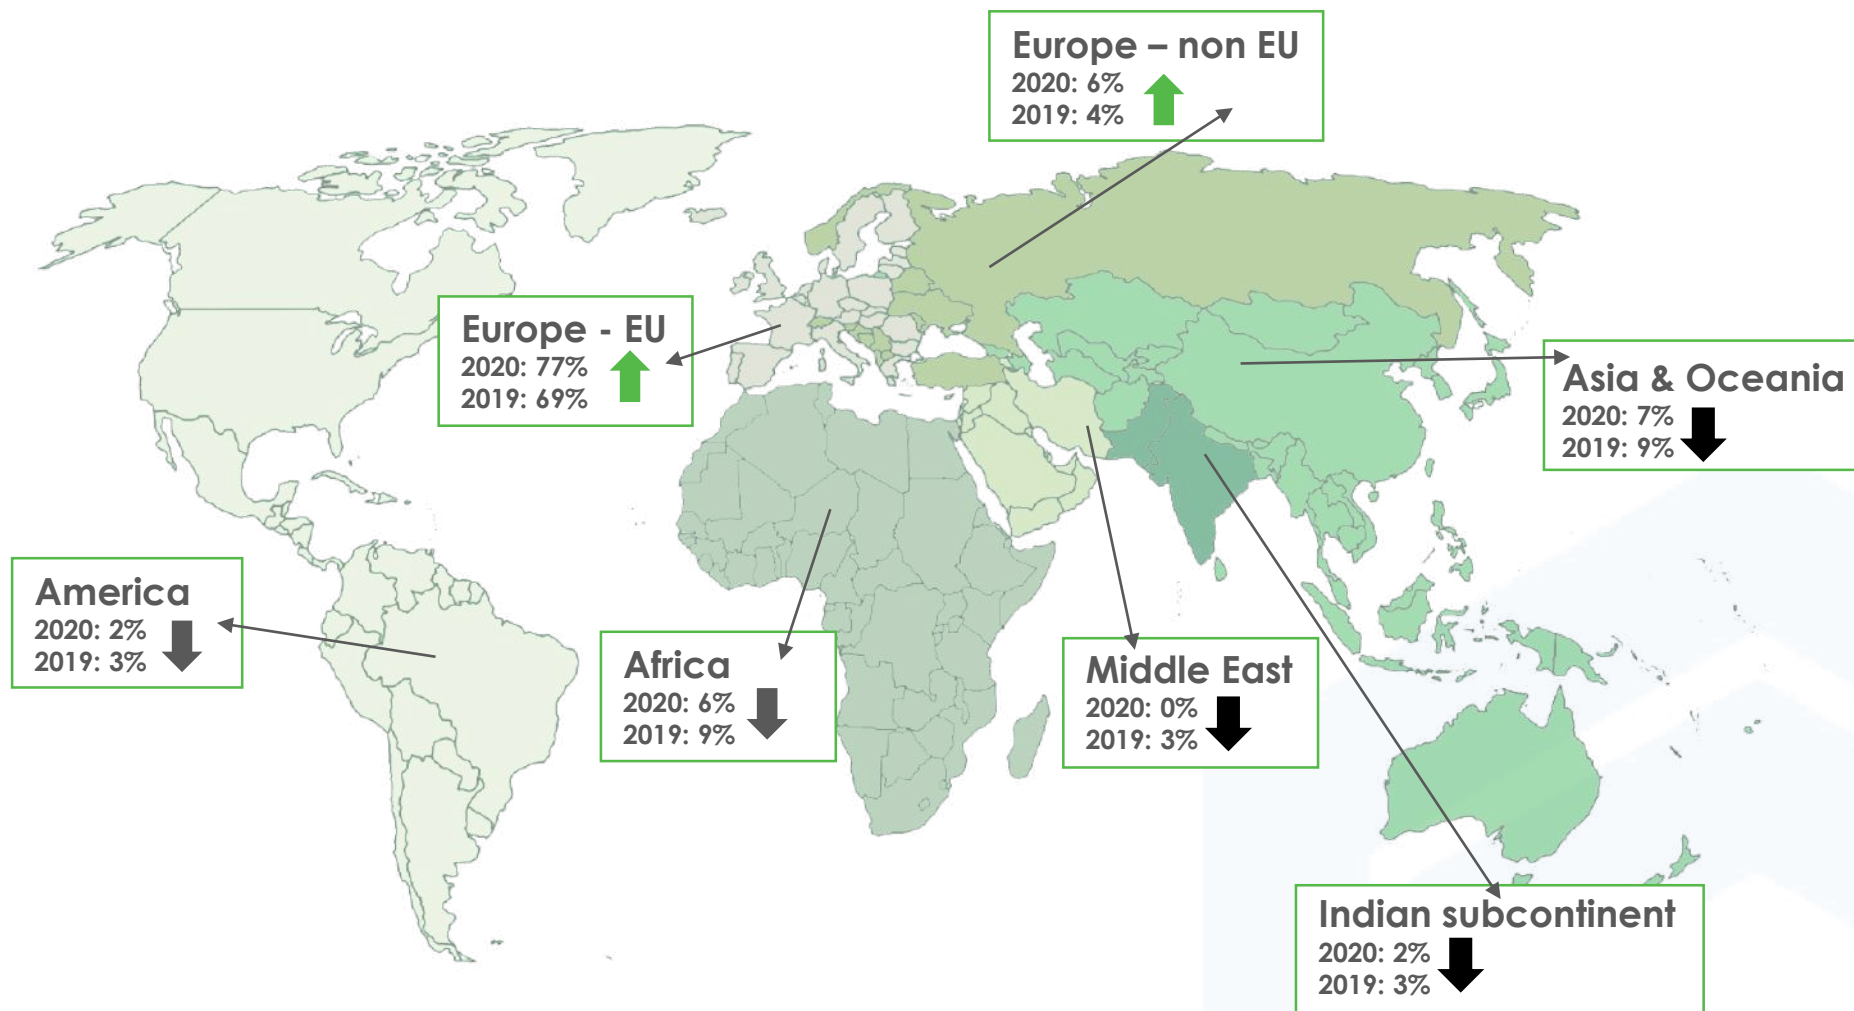 Europe – non EU
2020: 6%
2019: 4%
Europe - EU
2020: 77%
2019: 69%
Asia & Oceania
2020: 7%
2019: 9%
America
2020: 2%
2019: 3%
Africa
2020: 6%
2019: 9%
Middle East
2020: 0%
2019: 3%
Indian subcontinent
2020: 2%
2019: 3%